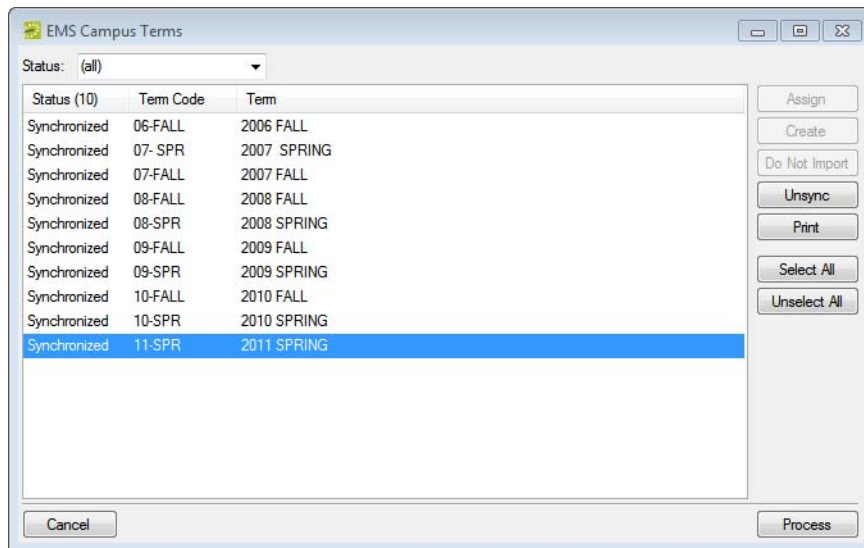 EMS Campus Terms
Status: (all)
Status (10) Term Code Term
Synchronized 06-FALL 2006 FALL
Synchronized 07- SPR 2007  SPRING
Synchronized 07-FALL 2007 FALL
Synchronized 08-FALL 2008 FALL
Synchronized 08-SPR 2008 SPRING
Synchronized 09-FALL 2009 FALL
Synchronized 09-SPR 2009 SPRING
Synchronized 10-FALL 2010 FALL
Synchronized 10-SPR 2010 SPRING
Synchronized 11-SPR 2011 SPRING
Assign
Create
Do Not Import
Unsync
Print
Select All
Unselect All
Cancel
Process